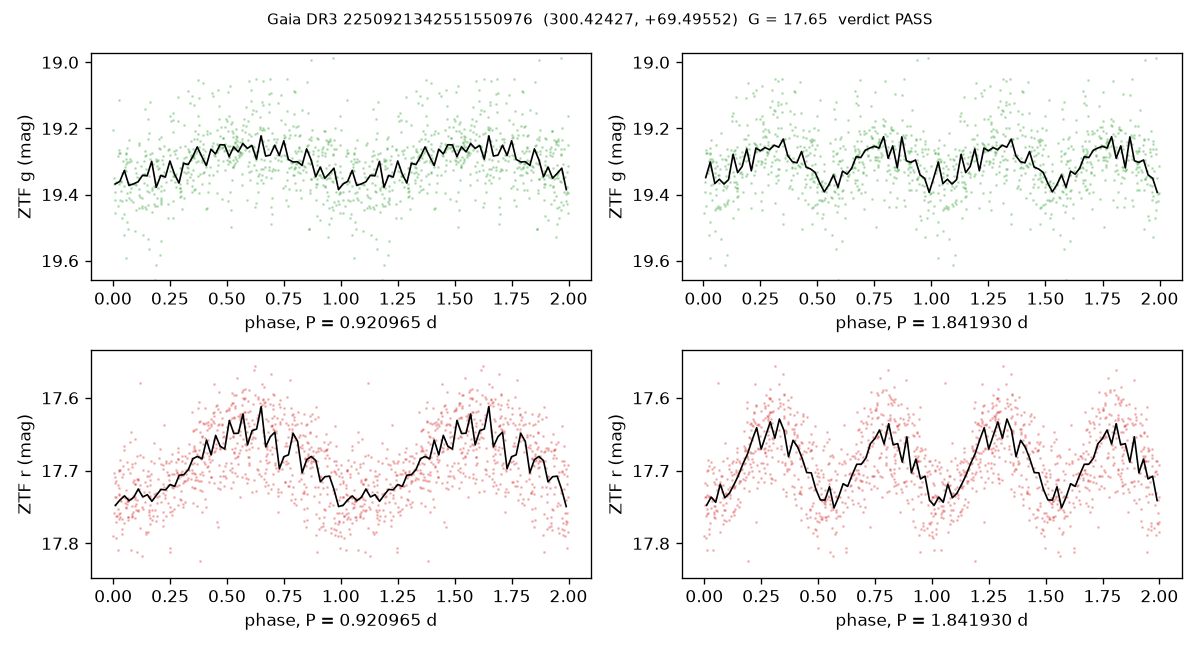 Gaia DR3 2250921342551550976 (300.42427, +69.49552) G = 17.65 verdict PASS
ZTF g (mag)
19.0
19.2
19.4
19.6
0.00 0.25 0.50 0.75 1.00 1.25 1.50 1.75 2.00
phase, P = 0.920965 d
ZTF g (mag)
19.0
19.2
19.4
19.6
0.00 0.25 0.50 0.75 1.00 1.25 1.50 1.75 2.00
phase, P = 1.841930 d
ZTF r (mag)
17.6
17.7
17.8
0.00 0.25 0.50 0.75 1.00 1.25 1.50 1.75 2.00
phase, P = 0.920965 d
ZTF r (mag)
17.6
17.7
17.8
0.00 0.25 0.50 0.75 1.00 1.25 1.50 1.75 2.00
phase, P = 1.841930 d